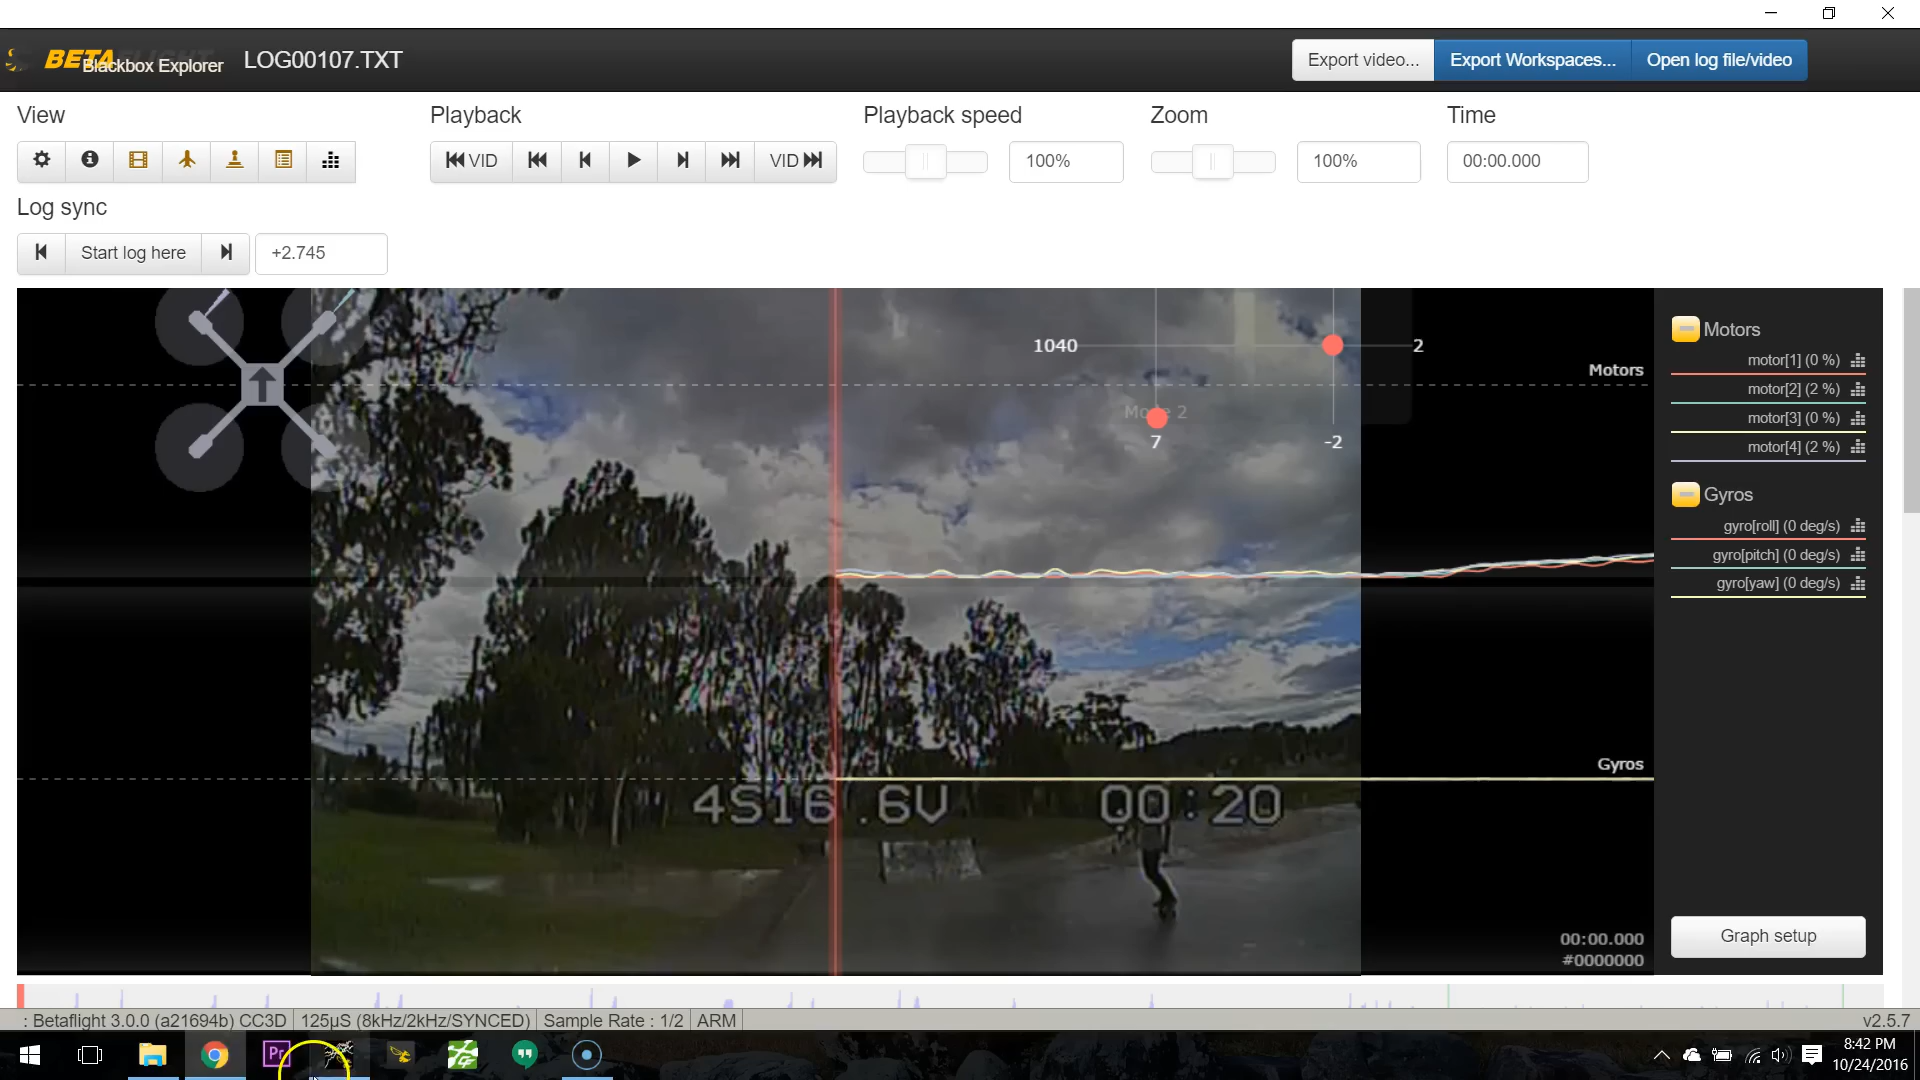 BETAFLIGHT
Blackbox Explorer
LOG00107.TXT
Export video...
Export Workspaces...
Open log file/video
View
Playback
Playback speed
Zoom
Time
VID
VID
100%
100%
00:00.000
Log sync
Start log here
+2.745
1040
2
Mode 2
7
-2
Motors
Motors
motor[1] (0 %)
motor[2] (2 %)
motor[3] (0 %)
motor[4] (2 %)
Gyros
gyro[roll] (0 deg/s)
gyro[pitch] (0 deg/s)
gyro[yaw] (0 deg/s)
Gyros
4S16.6V 00:20
00:00.000
#0000000
Graph setup
: Betaflight 3.0.0 (a21694b) CC3D
125µS (8kHz/2kHz/SYNCED)
Sample Rate : 1/2
ARM
v2.5.7
Pr
8:42 PM
10/24/2016